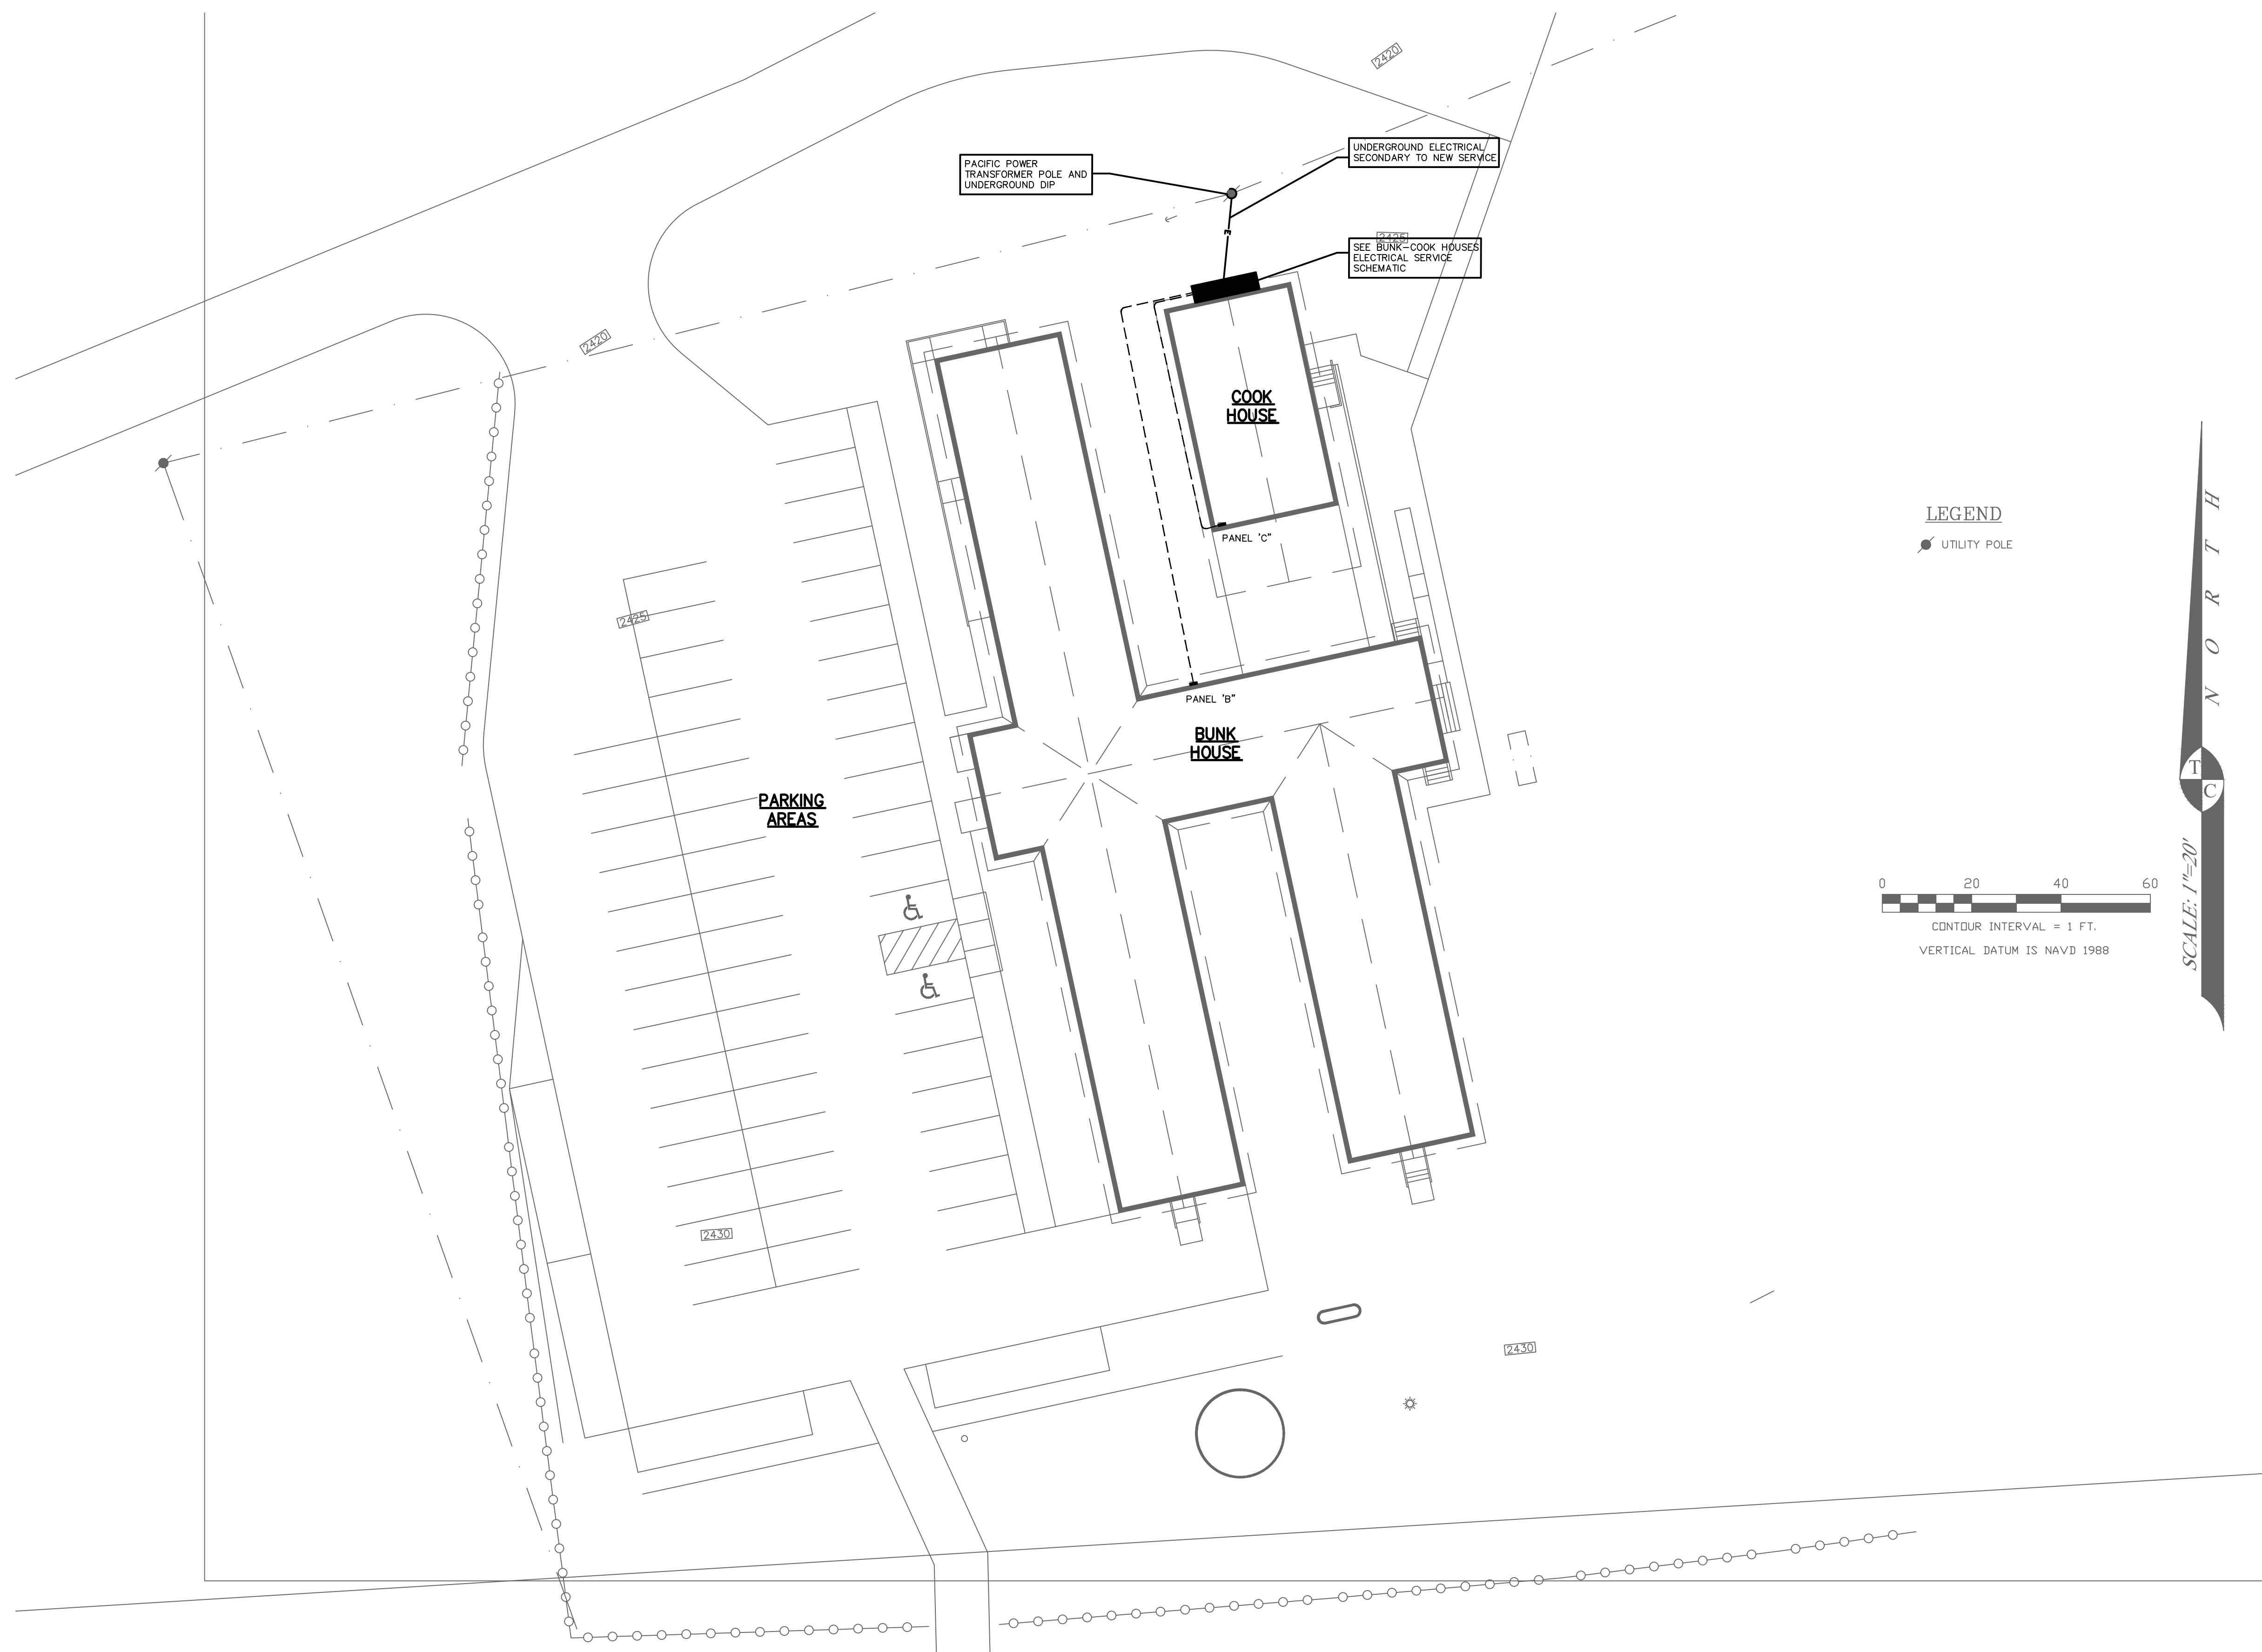 2420
PACIFIC POWER
TRANSFORMER POLE AND
UNDERGROUND DIP
UNDERGROUND ELECTRICAL
SECONDARY TO NEW SERVICE
2425
SEE BUNK-COOK HOUSES
ELECTRICAL SERVICE
SCHEMATIC
2420
COOK
HOUSE
PANEL 'C"
LEGEND
UTILITY POLE
NORTH
2425
PANEL 'B"
BUNK
HOUSE
PARKING
AREAS
T
C
SCALE: 1"=20'
0 20 40 60
CONTOUR INTERVAL = 1 FT.
VERTICAL DATUM IS NAVD 1988
2430
2430